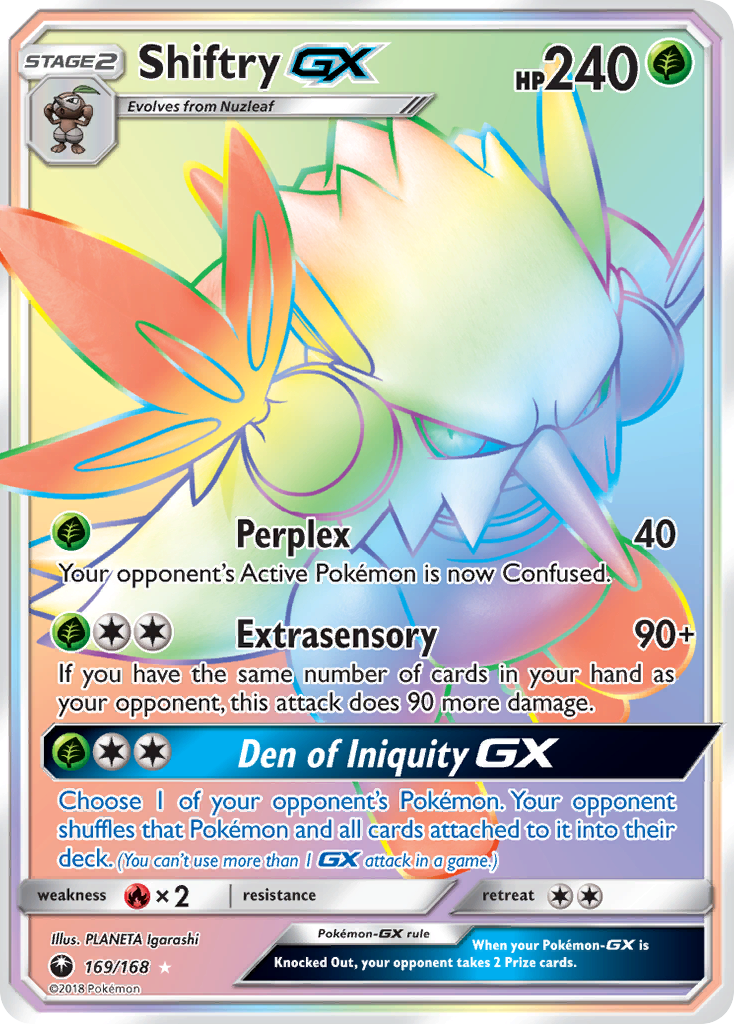 STAGE2 Shiftry GX HP240
Evolves from Nuzleaf
Perplex 40
Your opponent's Active Pokémon is now Confused.
Extrasensory 90+
If you have the same number of cards in your hand as
your opponent, this attack does 90 more damage.
Den of Iniquity GX
Choose 1 of your opponent's Pokémon. Your opponent
shuffles that Pokémon and all cards attached to it into their
deck. (You can't use more than 1 GX attack in a game.)
weakness ×2 resistance retreat
Illus. PLANETA Igarashi
169/168
©2018 Pokémon
Pokémon-GX rule
When your Pokémon-GX is
Knocked Out, your opponent takes 2 Prize cards.